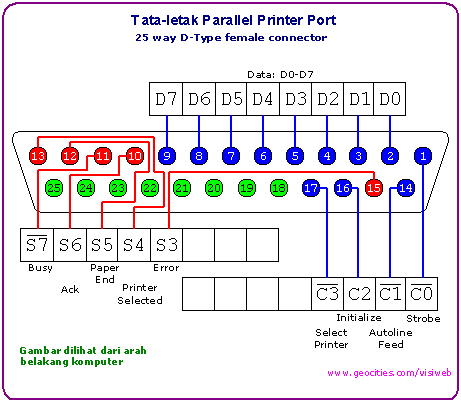 Tata-letak Parallel Printer Port
25 way D-Type female connector
Data: D0-D7
D7 D6 D5 D4 D3 D2 D1 D0
13 12 11 10 9 8 7 6 5 4 3 2 1
25 24 23 22 21 20 19 18 17 16 15 14
S7 S6 S5 S4 S3
Busy
Ack
Paper
End
Printer
Selected
Error
C3 C2 C1 C0
Select
Printer
Initialize
Autoline
Feed
Strobe
Gambar dilihat dari arah
belakang komputer
www.geocities.com/visiweb